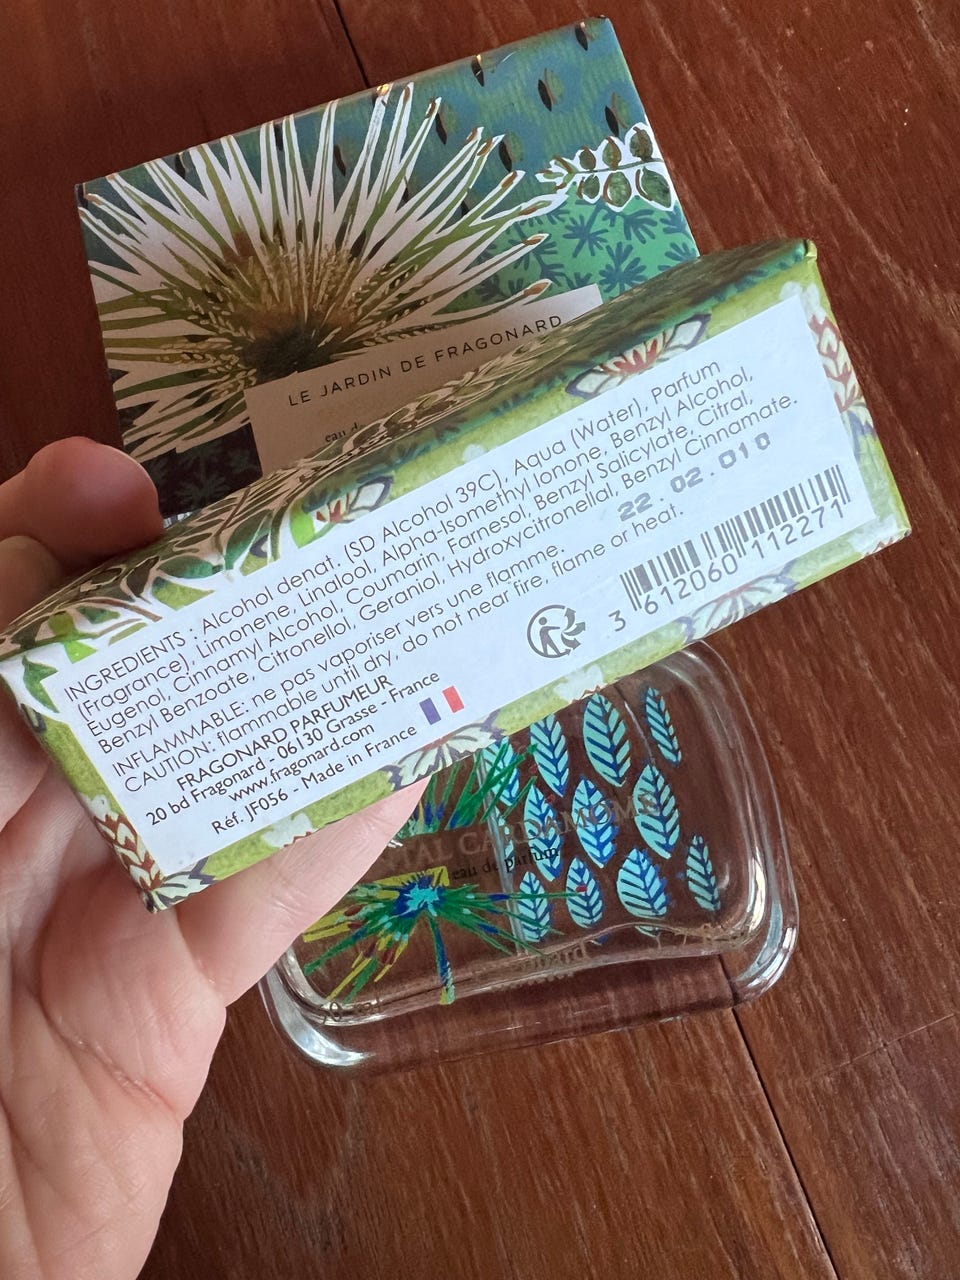 LE JARDIN DE FRAGONARD
eau d
INGREDIENTS : Alcohol denat. (SD Alcohol 39C), Aqua (Water), Parfum
(Fragrance), Limonene, Linalool, Alpha-Isomethyl Ionone, Benzyl Alcohol,
Eugenol, Cinnamyl Alcohol, Coumarin, Farnesol, Benzyl Salicylate, Citral,
Benzyl Benzoate, Citronellol, Geraniol, Hydroxycitronellal, Benzyl Cinnamate.
22.02.010
INFLAMMABLE: ne pas vaporiser vers une flamme.
CAUTION: flammable until dry, do not near fire, flame or heat.
FRAGONARD PARFUMEUR
20 bd Fragonard - 06130 Grasse - France
www.fragonard.com
Réf. JF056 - Made in France
3 612060 112271
TAL CARDAMOME
eau de parfum